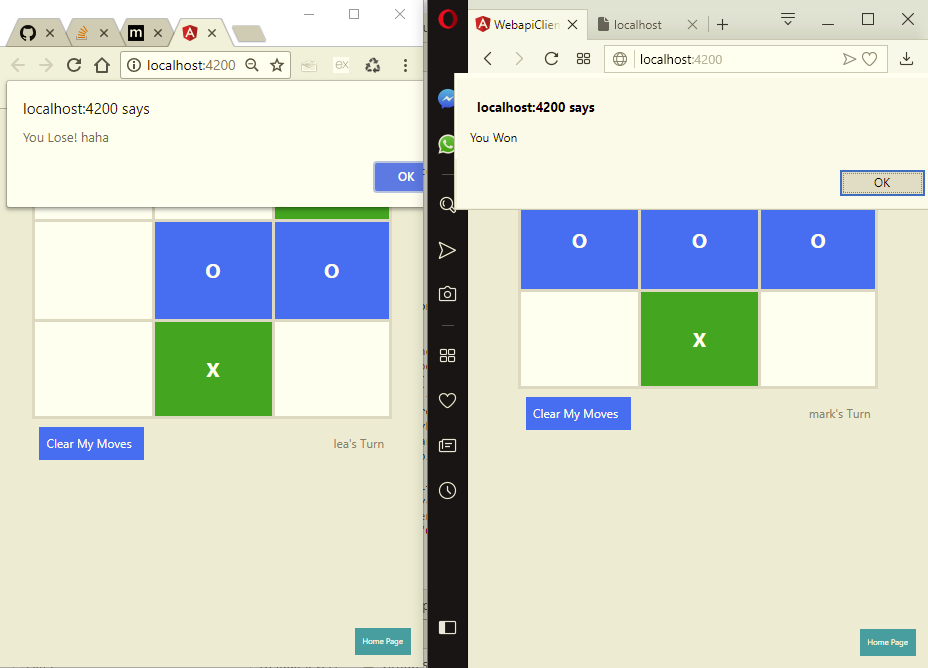 localhost:4200
localhost:4200 says
You Lose! haha
OK
O
O
X
Clear My Moves
lea's Turn
Home Page
WebapiClien
localhost
localhost:4200
localhost:4200 says
You Won
OK
O
O
O
X
Clear My Moves
mark's Turn
Home Page